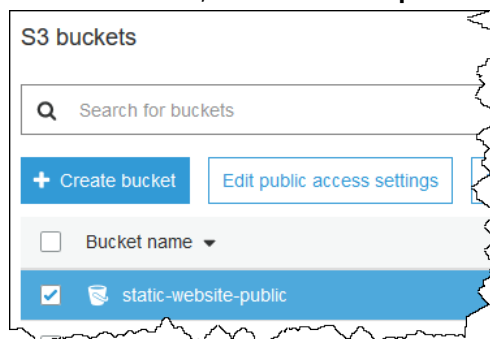 S3 buckets
Search for buckets
+ Create bucket Edit public access settings
Bucket name
static-website-public